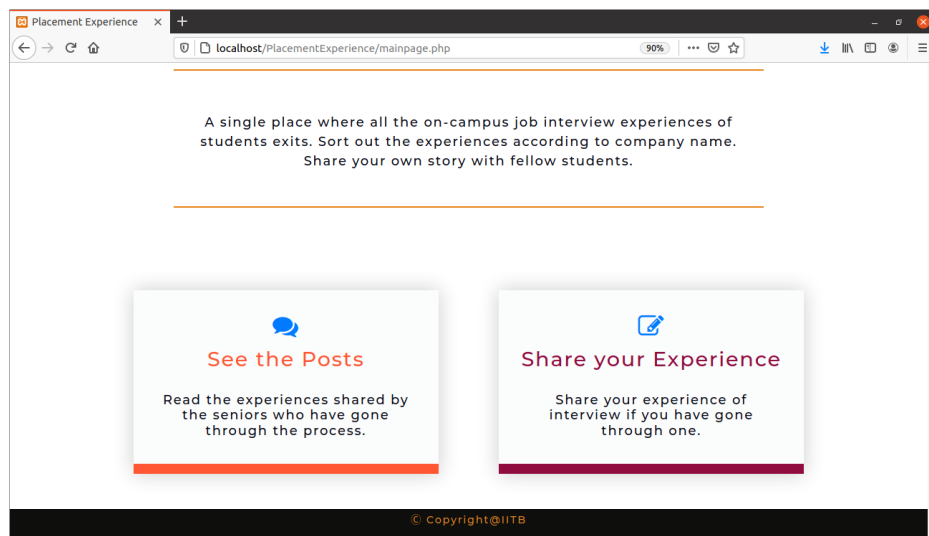 Placement Experience
localhost/PlacementExperience/mainpage.php
90%
A single place where all the on-campus job interview experiences of
students exits. Sort out the experiences according to company name.
Share your own story with fellow students.
See the Posts
Read the experiences shared by
the seniors who have gone
through the process.
Share your Experience
Share your experience of
interview if you have gone
through one.
© Copyright@IITB